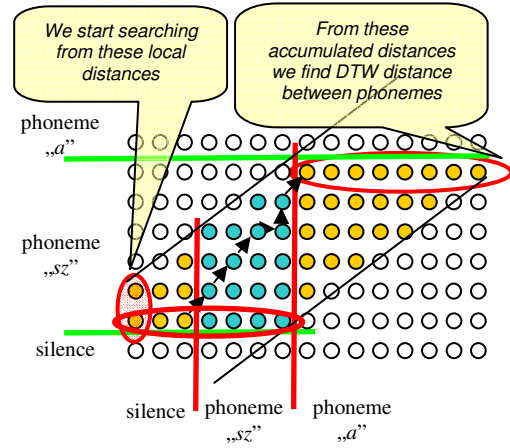 We start searching
from these local
distances
From these
accumulated distances
we find DTW distance
between phonemes
phoneme
„a”
phoneme
„sz”
silence
silence
phoneme
„sz”
phoneme
„a”